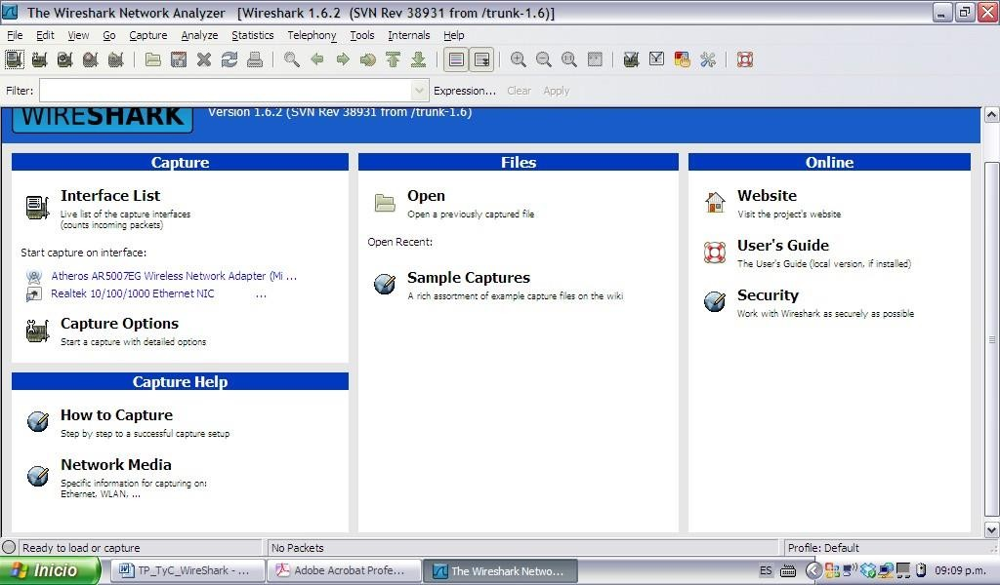 The Wireshark Network Analyzer [Wireshark 1.6.2 (SVN Rev 38931 from /trunk-1.6)]
File Edit View Go Capture Analyze Statistics Telephony Tools Internals Help
Filter: Expression... Clear Apply
WIRESHARK Version 1.6.2 (SVN Rev 38931 from /trunk-1.6)
Capture
Interface List
Live list of the capture interfaces
(counts incoming packets)
Start capture on interface:
Atheros AR5007EG Wireless Network Adapter (Mi ...
Realtek 10/100/1000 Ethernet NIC ...
Capture Options
Start a capture with detailed options
Capture Help
How to Capture
Step by step to a successful capture setup
Network Media
Specific information for capturing on:
Ethernet, WLAN, ...
Files
Open
Open a previously captured file
Open Recent:
Sample Captures
A rich assortment of example capture files on the wiki
Online
Website
Visit the project's website
User's Guide
The User's Guide (local version, if installed)
Security
Work with Wireshark as securely as possible
Ready to load or capture No Packets Profile: Default
Inicio TP_TyC_WireShark - ... Adobe Acrobat Profe... The Wireshark Netwo... ES 09:09 p.m.